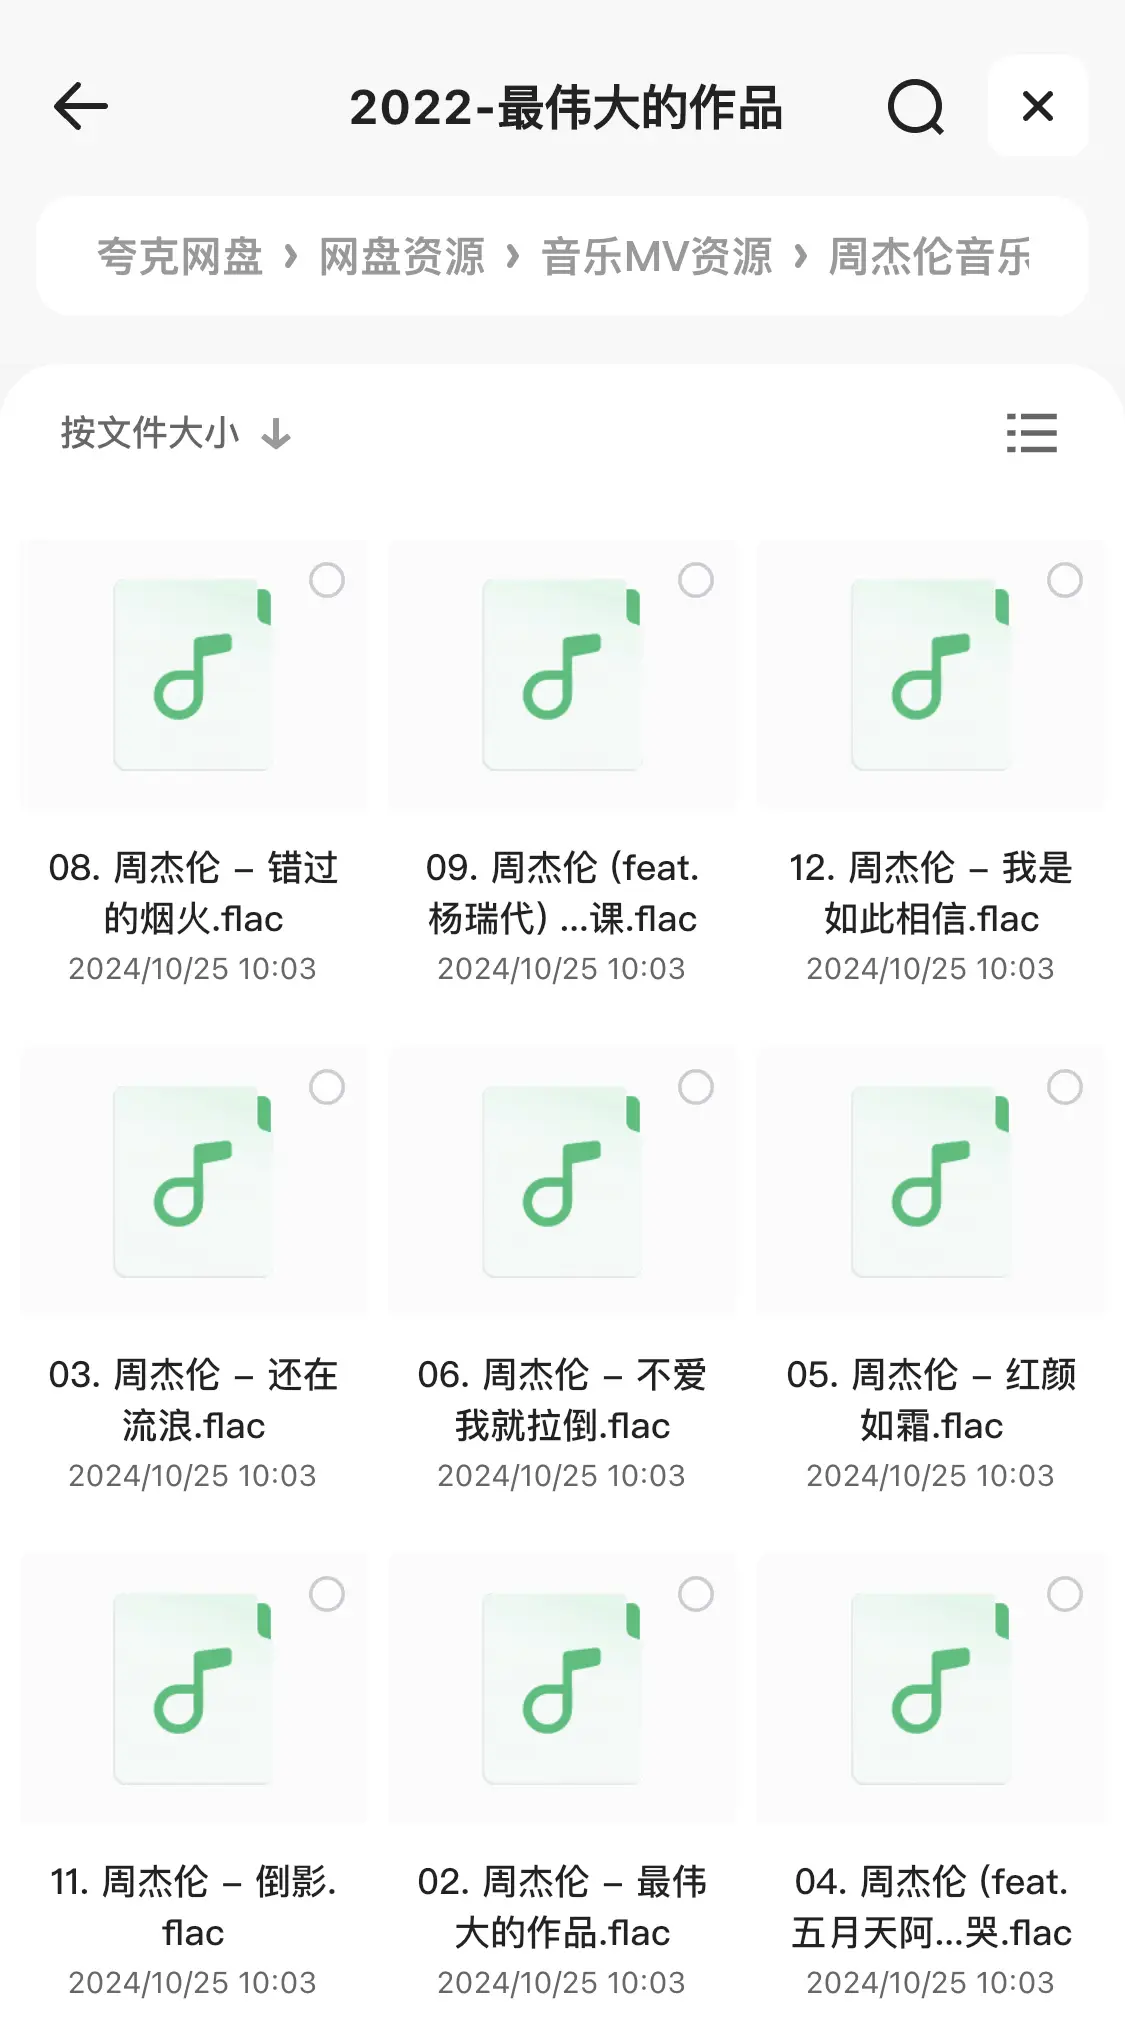 2022-最伟大的作品
夸克网盘 › 网盘资源 › 音乐MV资源 › 周杰伦音乐
按文件大小 ↓
08. 周杰伦 – 错过
的烟火.flac
2024/10/25 10:03
09. 周杰伦 (feat.
杨瑞代) ...课.flac
2024/10/25 10:03
12. 周杰伦 – 我是
如此相信.flac
2024/10/25 10:03
03. 周杰伦 – 还在
流浪.flac
2024/10/25 10:03
06. 周杰伦 – 不爱
我就拉倒.flac
2024/10/25 10:03
05. 周杰伦 – 红颜
如霜.flac
2024/10/25 10:03
11. 周杰伦 – 倒影.
flac
2024/10/25 10:03
02. 周杰伦 – 最伟
大的作品.flac
2024/10/25 10:03
04. 周杰伦 (feat.
五月天阿...哭.flac
2024/10/25 10:03